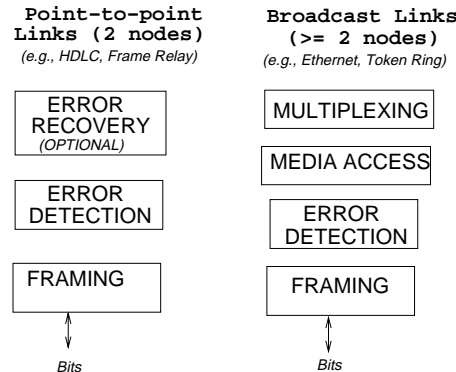 Point-to-point
Links (2 nodes)
(e.g., HDLC, Frame Relay)
ERROR
RECOVERY
(OPTIONAL)
ERROR
DETECTION
FRAMING
Bits
Broadcast Links
(>= 2 nodes)
(e.g., Ethernet, Token Ring)
MULTIPLEXING
MEDIA ACCESS
ERROR
DETECTION
FRAMING
Bits